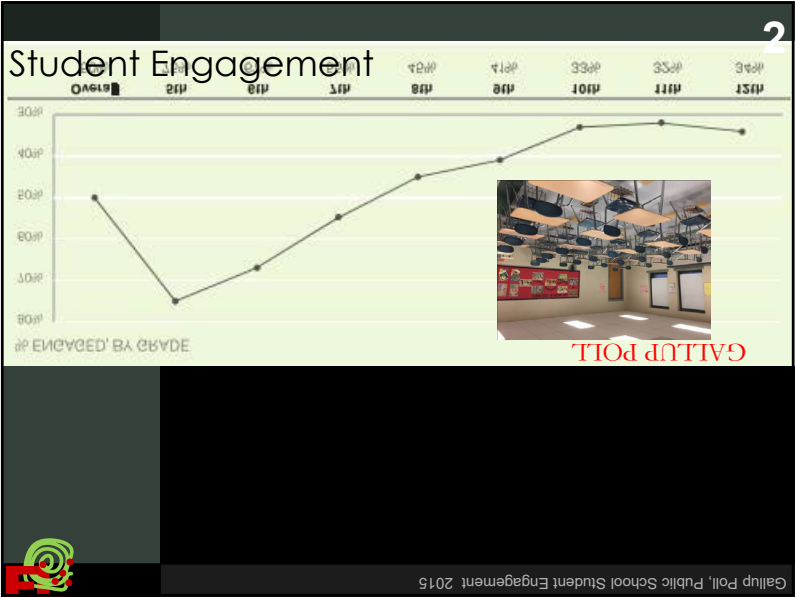 2
Student Engagement
45% 41% 33% 32% 34%
5th 6th 7th 8th 9th 10th 11th 12th
30%
40%
50%
60%
70%
80%
% ENGAGED, BY GRADE
GALLUP POLL
Gallup Poll, Public School Student Engagement 2015